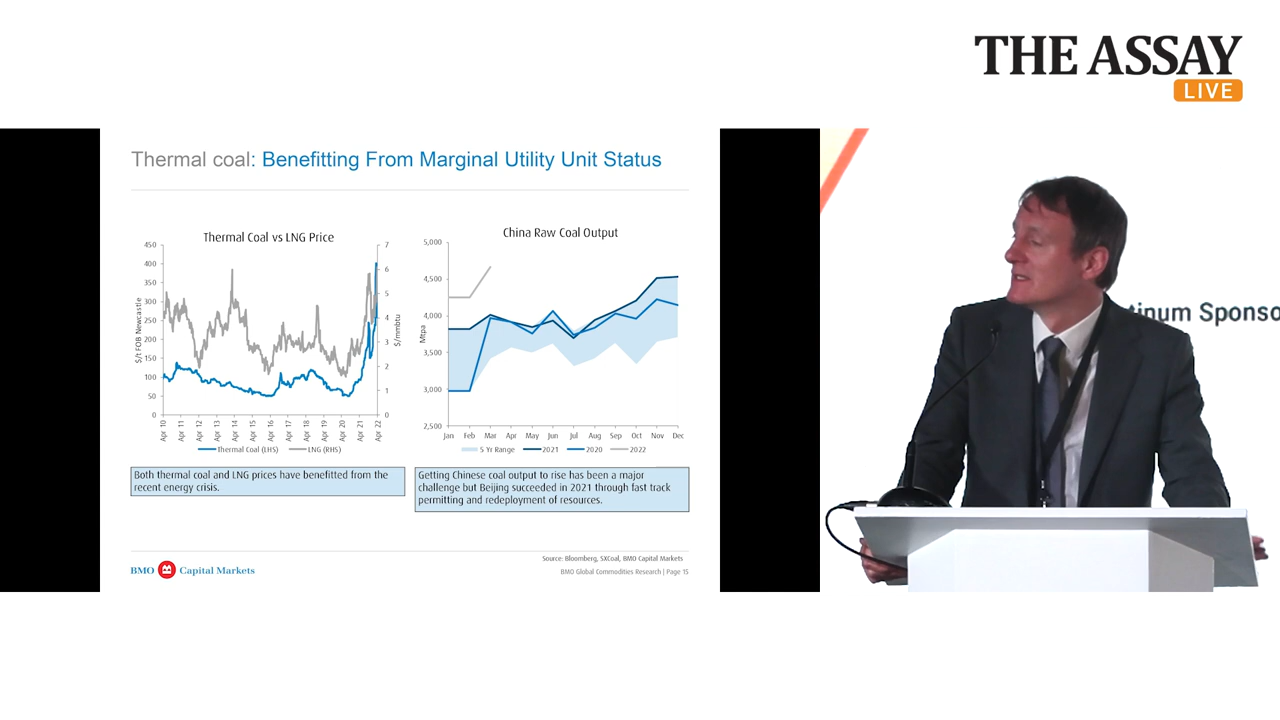 THE ASSAY
LIVE
Thermal coal: Benefitting From Marginal Utility Unit Status
Thermal Coal vs LNG Price
450
400
350
300
250
200
150
100
50
0
$/t FOB Newcastle
7
6
5
4
3
2
1
0
$/mmbtu
Apr 10
Apr 11
Apr 12
Apr 13
Apr 14
Apr 15
Apr 16
Apr 17
Apr 18
Apr 19
Apr 20
Apr 21
Apr 22
Thermal Coal (LHS) LNG (RHS)
Both thermal coal and LNG prices have benefitted from the
recent energy crisis.
China Raw Coal Output
5,000
4,500
4,000
3,500
3,000
2,500
Mtpa
Jan Feb Mar Apr May Jun Jul Aug Sep Oct Nov Dec
5 Yr Range 2021 2020 2022
Getting Chinese coal output to rise has been a major
challenge but Beijing succeeded in 2021 through fast track
permitting and redeployment of resources.
Source: Bloomberg, SXCoal, BMO Capital Markets
BMO Capital Markets
BMO Global Commodities Research | Page 15
tinum Sponso